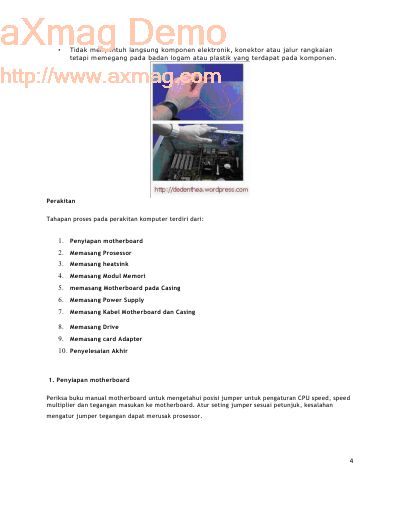 aXmag Demo
• Tidak menyentuh langsung komponen elektronik, konektor atau jalur rangkaian
tetapi memegang pada badan logam atau plastik yang terdapat pada komponen.
http://www.axmag.com
http://dedenthea.wordpress.com
Perakitan
Tahapan proses pada perakitan komputer terdiri dari:
1. Penyiapan motherboard
2. Memasang Prosessor
3. Memasang heatsink
4. Memasang Modul Memori
5. memasang Motherboard pada Casing
6. Memasang Power Supply
7. Memasang Kabel Motherboard dan Casing
8. Memasang Drive
9. Memasang card Adapter
10. Penyelesaian Akhir
1. Penyiapan motherboard
Periksa buku manual motherboard untuk mengetahui posisi jumper untuk pengaturan CPU speed, speed
multiplier dan tegangan masukan ke motherboard. Atur seting jumper sesuai petunjuk, kesalahan
mengatur jumper tegangan dapat merusak prosessor.
4